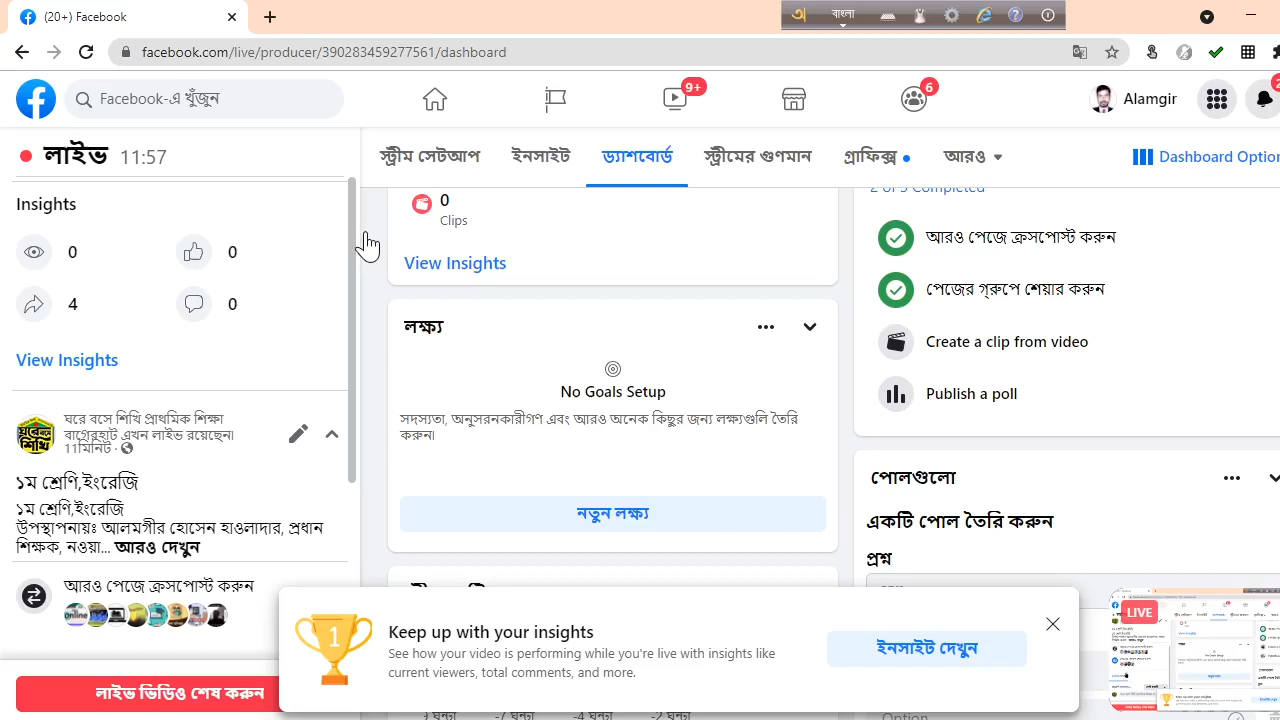 (20+) Facebook
বাংলা
facebook.com/live/producer/390283459277561/dashboard
Facebook-এ খুঁজুন
9+
6
Alamgir
লাইভ 11:57
স্ট্রীম সেটআপ
ইনসাইট
ড্যাশবোর্ড
স্ট্রীমের গুণমান
গ্রাফিক্স
আরও
Dashboard Option
Insights
0
0
4
0
View Insights
ঘরে বসে শিখি প্রাথমিক শিক্ষা
বাগেরহাট এখন লাইভ রয়েছেন।
11মিনিট ·
১ম শ্রেণি,ইংরেজি
১ম শ্রেণি,ইংরেজি
উপস্থাপনায়ঃ আলমগীর হোসেন হাওলাদার, প্রধান
শিক্ষক, নওয়া... আরও দেখুন
আরও পেজে ক্রসপোস্ট করুন
লাইভ ভিডিও শেষ করুন
0
Clips
View Insights
লক্ষ্য
No Goals Setup
সদস্যতা, অনুসরনকারীগণ এবং আরও অনেক কিছুর জন্য লক্ষ্যগুলি তৈরি
করুন।
নতুন লক্ষ্য
2 of 5 Completed
আরও পেজে ক্রসপোস্ট করুন
পেজের গ্রুপে শেয়ার করুন
Create a clip from video
Publish a poll
পোলগুলো
একটি পোল তৈরি করুন
প্রশ্ন
Keep up with your insights
See how your video is performing while you're live with insights like
current viewers, total comments, and more.
ইনসাইট দেখুন
LIVE
Option